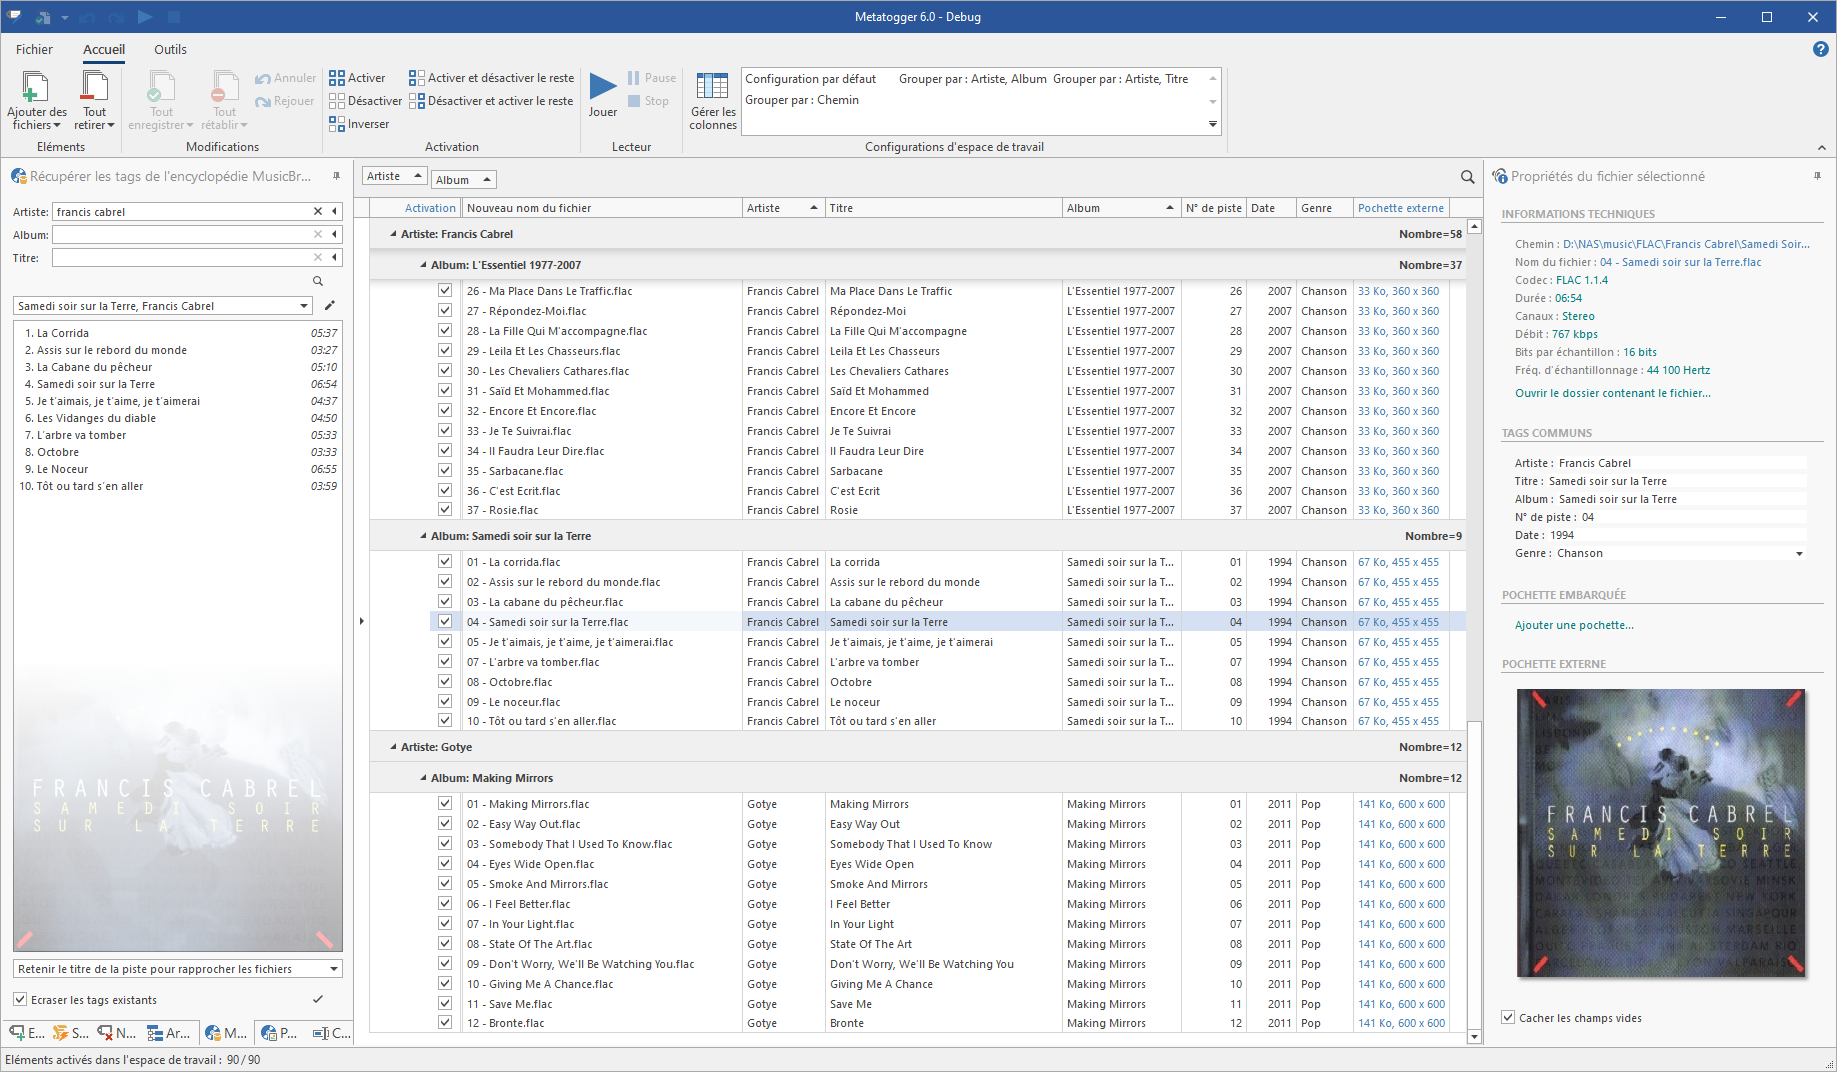 Metatogger 6.0 - Debug
Fichier Accueil Outils
Ajouter des fichiers
Tout retirer
Eléments
Tout enregistrer
Tout rétablir
Annuler
Rejouer
Modifications
Activer
Désactiver
Inverser
Activer et désactiver le reste
Désactiver et activer le reste
Activation
Jouer
Pause
Stop
Lecteur
Gérer les colonnes
Configuration par défaut Grouper par : Artiste, Album Grouper par : Artiste, Titre
Grouper par : Chemin
Configurations d'espace de travail
Récupérer les tags de l'encyclopédie MusicBr...
Artiste: francis cabrel
Album:
Titre:
Samedi soir sur la Terre, Francis Cabrel
1. La Corrida 05:37
2. Assis sur le rebord du monde 03:27
3. La Cabane du pêcheur 05:10
4. Samedi soir sur la Terre 06:54
5. Je t'aimais, je t'aime, je t'aimerai 04:37
6. Les Vidanges du diable 04:50
7. L'arbre va tomber 05:33
8. Octobre 03:33
9. Le Noceur 06:55
10. Tôt ou tard s'en aller 03:59
FRANCIS CABREL
SAMEDI SOIR
SUR LA TERRE
Retenir le titre de la piste pour rapprocher les fichiers
Ecraser les tags existants
E... S... N... Ar... M... P... C...
Eléments activés dans l'espace de travail : 90 / 90
Artiste Album
Activation Nouveau nom du fichier Artiste Titre Album N° de piste Date Genre Pochette externe
Artiste: Francis Cabrel Nombre=58
Album: L'Essentiel 1977-2007 Nombre=37
26 - Ma Place Dans Le Traffic.flac Francis Cabrel Ma Place Dans Le Traffic L'Essentiel 1977-2007 26 2007 Chanson 33 Ko, 360 x 360
27 - Répondez-Moi.flac Francis Cabrel Répondez-Moi L'Essentiel 1977-2007 27 2007 Chanson 33 Ko, 360 x 360
28 - La Fille Qui M'accompagne.flac Francis Cabrel La Fille Qui M'accompagne L'Essentiel 1977-2007 28 2007 Chanson 33 Ko, 360 x 360
29 - Leila Et Les Chasseurs.flac Francis Cabrel Leila Et Les Chasseurs L'Essentiel 1977-2007 29 2007 Chanson 33 Ko, 360 x 360
30 - Les Chevaliers Cathares.flac Francis Cabrel Les Chevaliers Cathares L'Essentiel 1977-2007 30 2007 Chanson 33 Ko, 360 x 360
31 - Saïd Et Mohammed.flac Francis Cabrel Saïd Et Mohammed L'Essentiel 1977-2007 31 2007 Chanson 33 Ko, 360 x 360
32 - Encore Et Encore.flac Francis Cabrel Encore Et Encore L'Essentiel 1977-2007 32 2007 Chanson 33 Ko, 360 x 360
33 - Je Te Suivrai.flac Francis Cabrel Je Te Suivrai L'Essentiel 1977-2007 33 2007 Chanson 33 Ko, 360 x 360
34 - Il Faudra Leur Dire.flac Francis Cabrel Il Faudra Leur Dire L'Essentiel 1977-2007 34 2007 Chanson 33 Ko, 360 x 360
35 - Sarbacane.flac Francis Cabrel Sarbacane L'Essentiel 1977-2007 35 2007 Chanson 33 Ko, 360 x 360
36 - C'est Ecrit.flac Francis Cabrel C'est Ecrit L'Essentiel 1977-2007 36 2007 Chanson 33 Ko, 360 x 360
37 - Rosie.flac Francis Cabrel Rosie L'Essentiel 1977-2007 37 2007 Chanson 33 Ko, 360 x 360
Album: Samedi soir sur la Terre Nombre=9
01 - La corrida.flac Francis Cabrel La corrida Samedi soir sur la T... 01 1994 Chanson 67 Ko, 455 x 455
02 - Assis sur le rebord du monde.flac Francis Cabrel Assis sur le rebord du monde Samedi soir sur la T... 02 1994 Chanson 67 Ko, 455 x 455
03 - La cabane du pêcheur.flac Francis Cabrel La cabane du pêcheur Samedi soir sur la T... 03 1994 Chanson 67 Ko, 455 x 455
04 - Samedi soir sur la Terre.flac Francis Cabrel Samedi soir sur la Terre Samedi soir sur la T... 04 1994 Chanson 67 Ko, 455 x 455
05 - Je t'aimais, je t'aime, je t'aimerai.flac Francis Cabrel Je t'aimais, je t'aime, je t'aimerai Samedi soir sur la T... 05 1994 Chanson 67 Ko, 455 x 455
07 - L'arbre va tomber.flac Francis Cabrel L'arbre va tomber Samedi soir sur la T... 07 1994 Chanson 67 Ko, 455 x 455
08 - Octobre.flac Francis Cabrel Octobre Samedi soir sur la T... 08 1994 Chanson 67 Ko, 455 x 455
09 - Le noceur.flac Francis Cabrel Le noceur Samedi soir sur la T... 09 1994 Chanson 67 Ko, 455 x 455
10 - Tôt ou tard s'en aller.flac Francis Cabrel Tôt ou tard s'en aller Samedi soir sur la T... 10 1994 Chanson 67 Ko, 455 x 455
Artiste: Gotye Nombre=12
Album: Making Mirrors Nombre=12
01 - Making Mirrors.flac Gotye Making Mirrors Making Mirrors 01 2011 Pop 141 Ko, 600 x 600
02 - Easy Way Out.flac Gotye Easy Way Out Making Mirrors 02 2011 Pop 141 Ko, 600 x 600
03 - Somebody That I Used To Know.flac Gotye Somebody That I Used To Know Making Mirrors 03 2011 Pop 141 Ko, 600 x 600
04 - Eyes Wide Open.flac Gotye Eyes Wide Open Making Mirrors 04 2011 Pop 141 Ko, 600 x 600
05 - Smoke And Mirrors.flac Gotye Smoke And Mirrors Making Mirrors 05 2011 Pop 141 Ko, 600 x 600
06 - I Feel Better.flac Gotye I Feel Better Making Mirrors 06 2011 Pop 141 Ko, 600 x 600
07 - In Your Light.flac Gotye In Your Light Making Mirrors 07 2011 Pop 141 Ko, 600 x 600
08 - State Of The Art.flac Gotye State Of The Art Making Mirrors 08 2011 Pop 141 Ko, 600 x 600
09 - Don't Worry, We'll Be Watching You.flac Gotye Don't Worry, We'll Be Watching You Making Mirrors 09 2011 Pop 141 Ko, 600 x 600
10 - Giving Me A Chance.flac Gotye Giving Me A Chance Making Mirrors 10 2011 Pop 141 Ko, 600 x 600
11 - Save Me.flac Gotye Save Me Making Mirrors 11 2011 Pop 141 Ko, 600 x 600
12 - Bronte.flac Gotye Bronte Making Mirrors 12 2011 Pop 141 Ko, 600 x 600
Propriétés du fichier sélectionné
INFORMATIONS TECHNIQUES
Chemin : D:\NAS\music\FLAC\Francis Cabrel\Samedi Soir...
Nom du fichier : 04 - Samedi soir sur la Terre.flac
Codec : FLAC 1.1.4
Durée : 06:54
Canaux : Stereo
Débit : 767 kbps
Bits par échantillon : 16 bits
Fréq. d'échantillonnage : 44 100 Hertz
Ouvrir le dossier contenant le fichier...
TAGS COMMUNS
Artiste : Francis Cabrel
Titre : Samedi soir sur la Terre
Album : Samedi soir sur la Terre
N° de piste : 04
Date : 1994
Genre : Chanson
POCHETTE EMBARQUÉE
Ajouter une pochette...
POCHETTE EXTERNE
FRANCIS CABREL
SAMEDI SOIR
SUR LA TERRE
Cacher les champs vides